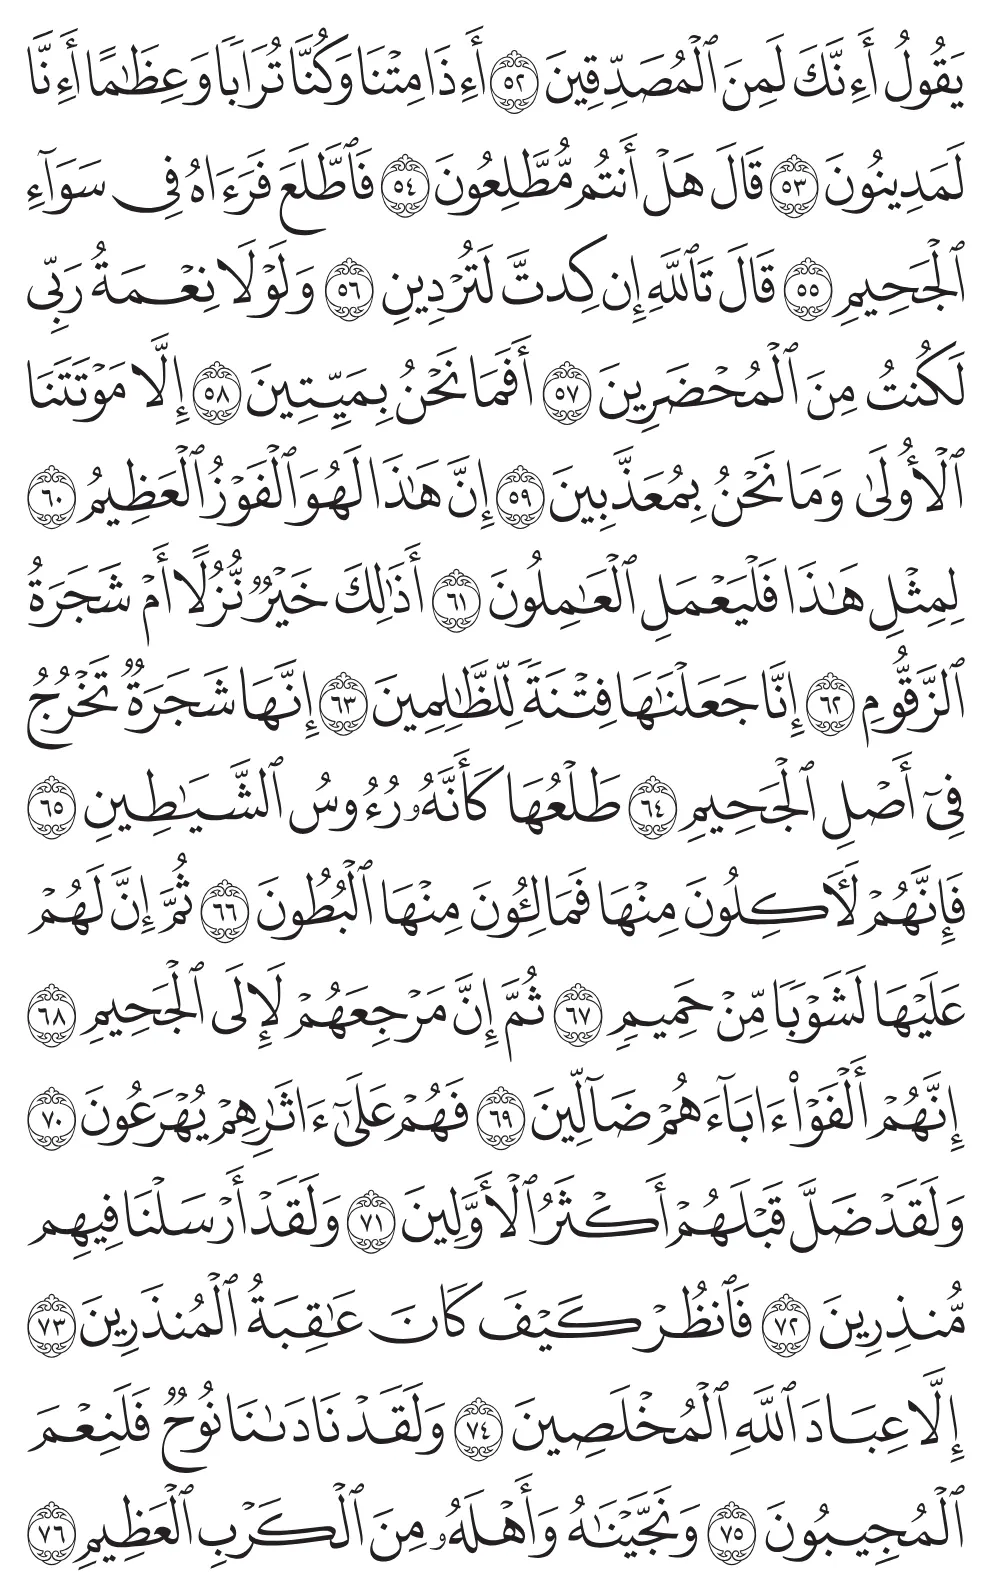 يَقُولُ أَءِنَّكَ لَمِنَ ٱلْمُصَدِّقِينَ ٥٢ أَءِذَا مِتْنَا وَكُنَّا تُرَابًا وَعِظَٰمًا أَءِنَّا
لَمَدِينُونَ ٥٣ قَالَ هَلْ أَنتُم مُّطَّلِعُونَ ٥٤ فَٱطَّلَعَ فَرَءَاهُ فِى سَوَآءِ
ٱلْجَحِيمِ ٥٥ قَالَ تَٱللَّهِ إِن كِدتَّ لَتُرْدِينِ ٥٦ وَلَوْلَا نِعْمَةُ رَبِّى
لَكُنتُ مِنَ ٱلْمُحْضَرِينَ ٥٧ أَفَمَا نَحْنُ بِمَيِّتِينَ ٥٨ إِلَّا مَوْتَتَنَا
ٱلْأُولَىٰ وَمَا نَحْنُ بِمُعَذَّبِينَ ٥٩ إِنَّ هَٰذَا لَهُوَ ٱلْفَوْزُ ٱلْعَظِيمُ ٦٠
لِمِثْلِ هَٰذَا فَلْيَعْمَلِ ٱلْعَٰمِلُونَ ٦١ أَذَٰلِكَ خَيْرٌ نُّزُلًا أَمْ شَجَرَةُ
ٱلزَّقُّومِ ٦٢ إِنَّا جَعَلْنَٰهَا فِتْنَةً لِّلظَّٰلِمِينَ ٦٣ إِنَّهَا شَجَرَةٌ تَخْرُجُ
فِىٓ أَصْلِ ٱلْجَحِيمِ ٦٤ طَلْعُهَا كَأَنَّهُۥ رُءُوسُ ٱلشَّيَٰطِينِ ٦٥
فَإِنَّهُمْ لَءَاكِلُونَ مِنْهَا فَمَالِـُٔونَ مِنْهَا ٱلْبُطُونَ ٦٦ ثُمَّ إِنَّ لَهُمْ
عَلَيْهَا لَشَوْبًا مِّنْ حَمِيمٍ ٦٧ ثُمَّ إِنَّ مَرْجِعَهُمْ لَإِلَى ٱلْجَحِيمِ ٦٨
إِنَّهُمْ أَلْفَوْا۟ ءَابَآءَهُمْ ضَآلِّينَ ٦٩ فَهُمْ عَلَىٰٓ ءَاثَٰرِهِمْ يُهْرَعُونَ ٧٠
وَلَقَدْ ضَلَّ قَبْلَهُمْ أَكْثَرُ ٱلْأَوَّلِينَ ٧١ وَلَقَدْ أَرْسَلْنَا فِيهِم
مُّنذِرِينَ ٧٢ فَٱنظُرْ كَيْفَ كَانَ عَٰقِبَةُ ٱلْمُنذَرِينَ ٧٣
إِلَّا عِبَادَ ٱللَّهِ ٱلْمُخْلَصِينَ ٧٤ وَلَقَدْ نَادَىٰنَا نُوحٌ فَلَنِعْمَ
ٱلْمُجِيبُونَ ٧٥ وَنَجَّيْنَٰهُ وَأَهْلَهُۥ مِنَ ٱلْكَرْبِ ٱلْعَظِيمِ ٧٦